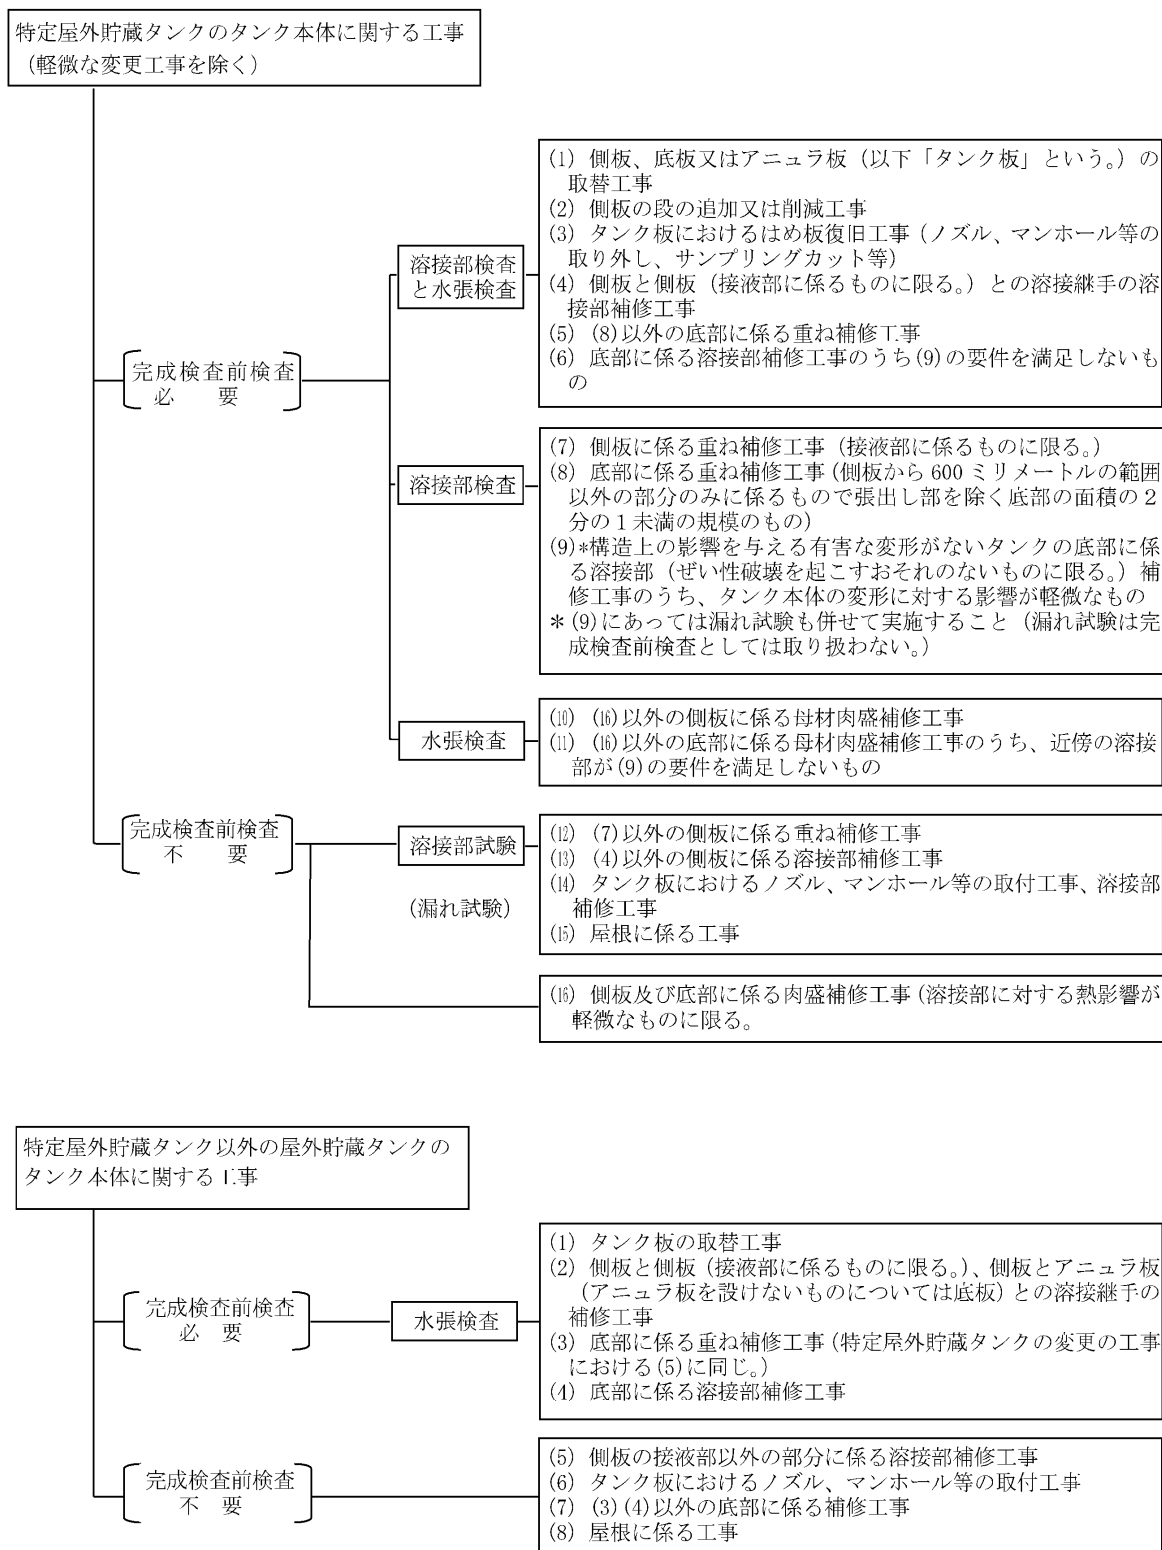 特定屋外貯蔵タンクのタンク本体に関する工事
（軽微な変更工事を除く）
(1) 側板、底板又はアニュラ板（以下「タンク板」という。）の
取替工事
(2) 側板の段の追加又は削減工事
(3) タンク板におけるはめ板復旧工事（ノズル、マンホール等の
取り外し、サンプリングカット等）
(4) 側板と側板（接液部に係るものに限る。）との溶接継手の溶
接部補修工事
(5) (8)以外の底部に係る重ね補修工事
(6) 底部に係る溶接部補修工事のうち(9)の要件を満足しないも
の
溶接部検査
と水張検査
完成検査前検査
必　要
(7) 側板に係る重ね補修工事（接液部に係るものに限る。）
(8) 底部に係る重ね補修工事（側板から 600 ミリメートルの範囲
以外の部分のみに係るもので張出し部を除く底部の面積の２
分の１未満の規模のもの）
(9)*構造上の影響を与える有害な変形がないタンクの底部に係
る溶接部（ぜい性破壊を起こすおそれのないものに限る。）補
修工事のうち、タンク本体の変形に対する影響が軽微なもの
＊(9)にあっては漏れ試験も併せて実施すること（漏れ試験は完
成検査前検査としては取り扱わない。）
溶接部検査
水張検査
(10) (16)以外の側板に係る母材肉盛補修工事
(11) (16)以外の底部に係る母材肉盛補修工事のうち、近傍の溶接
部が(9)の要件を満足しないもの
完成検査前検査
不　要
溶接部試験
（漏れ試験）
(12) (7)以外の側板に係る重ね補修工事
(13) (4)以外の側板に係る溶接部補修工事
(14) タンク板におけるノズル、マンホール等の取付工事、溶接部
補修工事
(15) 屋根に係る工事
(16) 側板及び底部に係る肉盛補修工事（溶接部に対する熱影響が
軽微なものに限る。
特定屋外貯蔵タンク以外の屋外貯蔵タンクの
タンク本体に関する工事
完成検査前検査
必　要
水張検査
(1) タンク板の取替工事
(2) 側板と側板（接液部に係るものに限る。）、側板とアニュラ板
（アニュラ板を設けないものについては底板）との溶接継手の
補修工事
(3) 底部に係る重ね補修工事（特定屋外貯蔵タンクの変更の工事
における(5)に同じ。）
(4) 底部に係る溶接部補修工事
完成検査前検査
不　要
(5) 側板の接液部以外の部分に係る溶接部補修工事
(6) タンク板におけるノズル、マンホール等の取付工事
(7) (3)(4)以外の底部に係る補修工事
(8) 屋根に係る工事